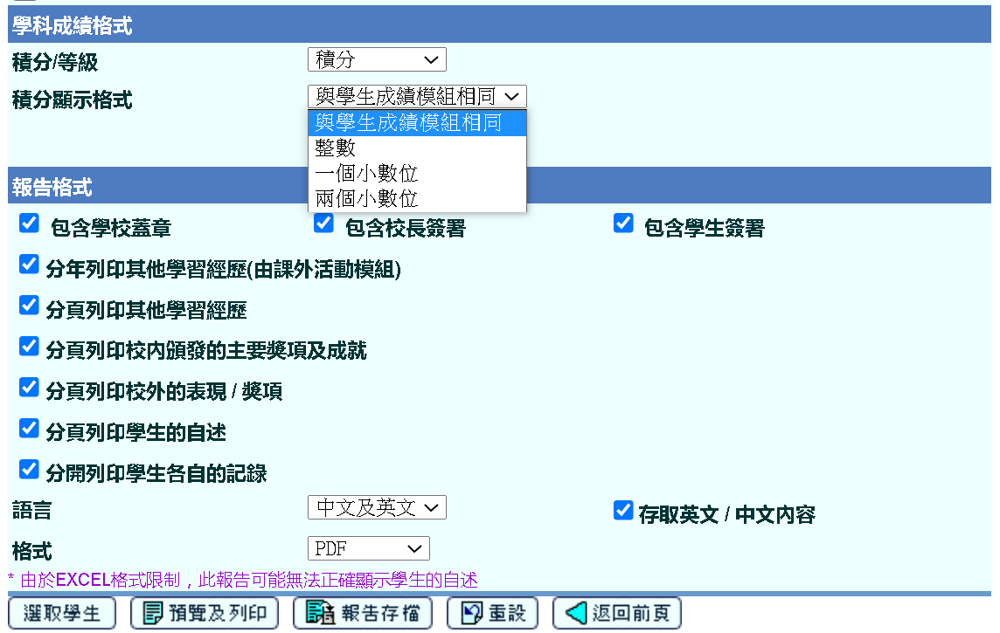 學科成績格式
積分/等級 積分
積分顯示格式 與學生成績模組相同
與學生成績模組相同
整數
一個小數位
兩個小數位
報告格式
包含學校蓋章 包含校長簽署 包含學生簽署
分年列印其他學習經歷(由課外活動模組)
分頁列印其他學習經歷
分頁列印校內頒發的主要獎項及成就
分頁列印校外的表現 / 獎項
分頁列印學生的自述
分開列印學生各自的記錄
語言 中文及英文 存取英文 / 中文內容
格式 PDF
* 由於EXCEL格式限制，此報告可能無法正確顯示學生的自述
選取學生 預覽及列印 報告存檔 重設 返回前頁